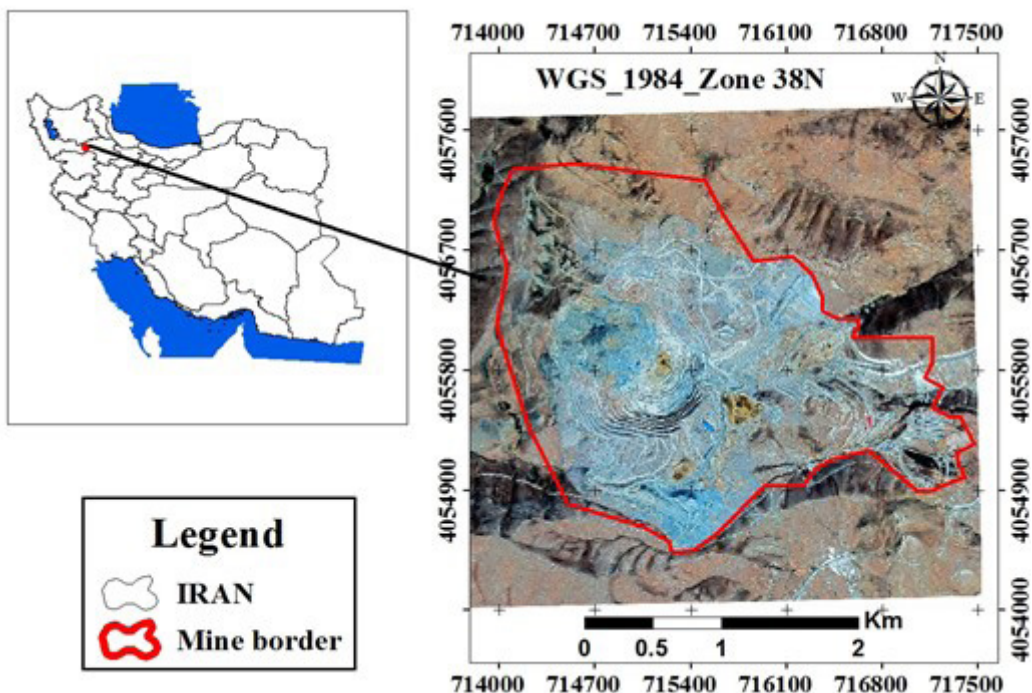 714000 714700 715400 716100 716800 717500
WGS_1984_Zone 38N
W E
4057600 4057600
4056700 4056700
4055800 4055800
4054900 4054900
4054000 4054000
1
Legend
IRAN
Mine border
Km
0 0.5 1 2
714000 714700 715400 716100 716800 717500